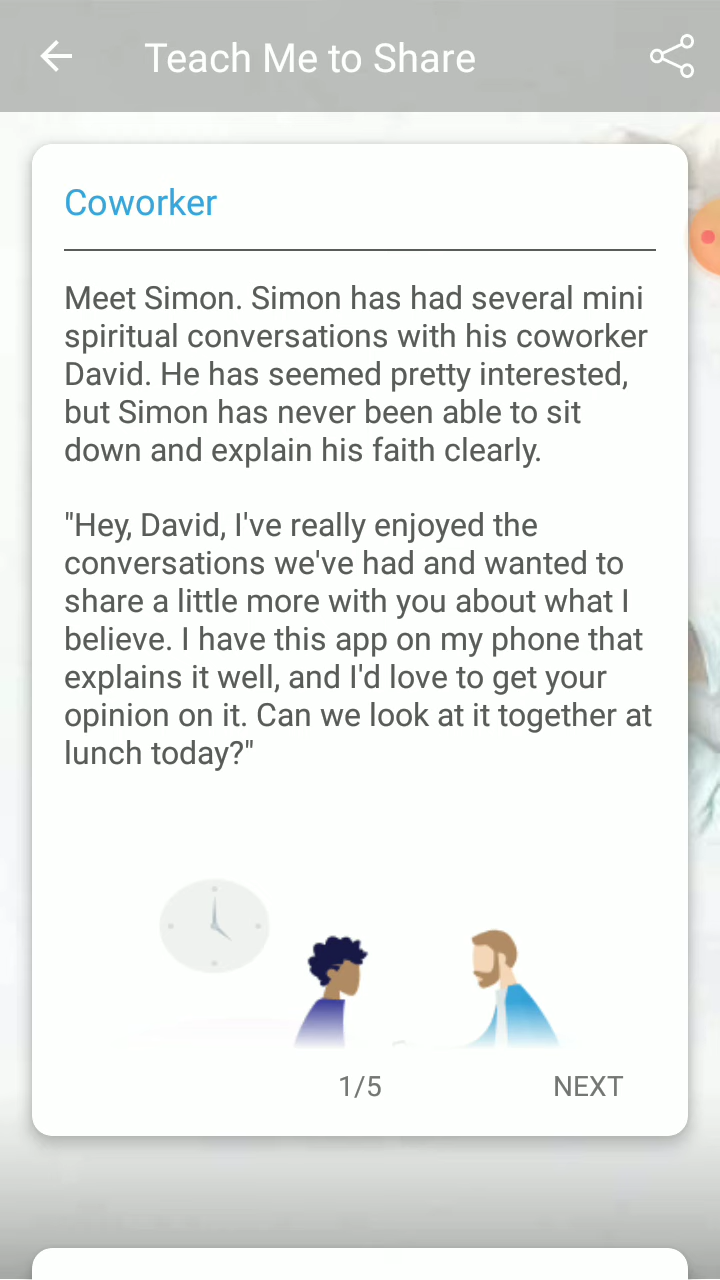 Teach Me to Share
Coworker
Meet Simon. Simon has had several mini
spiritual conversations with his coworker
David. He has seemed pretty interested,
but Simon has never been able to sit
down and explain his faith clearly.
"Hey, David, I've really enjoyed the
conversations we've had and wanted to
share a little more with you about what I
believe. I have this app on my phone that
explains it well, and I'd love to get your
opinion on it. Can we look at it together at
lunch today?"
1/5
NEXT